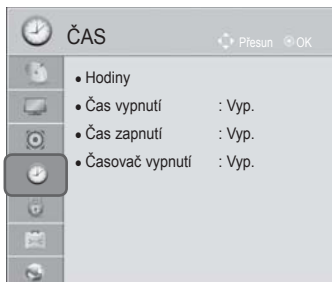 ČAS Přesun OK
• Hodiny
• Čas vypnutí : Vyp.
• Čas zapnutí : Vyp.
• Časovač vypnutí : Vyp.